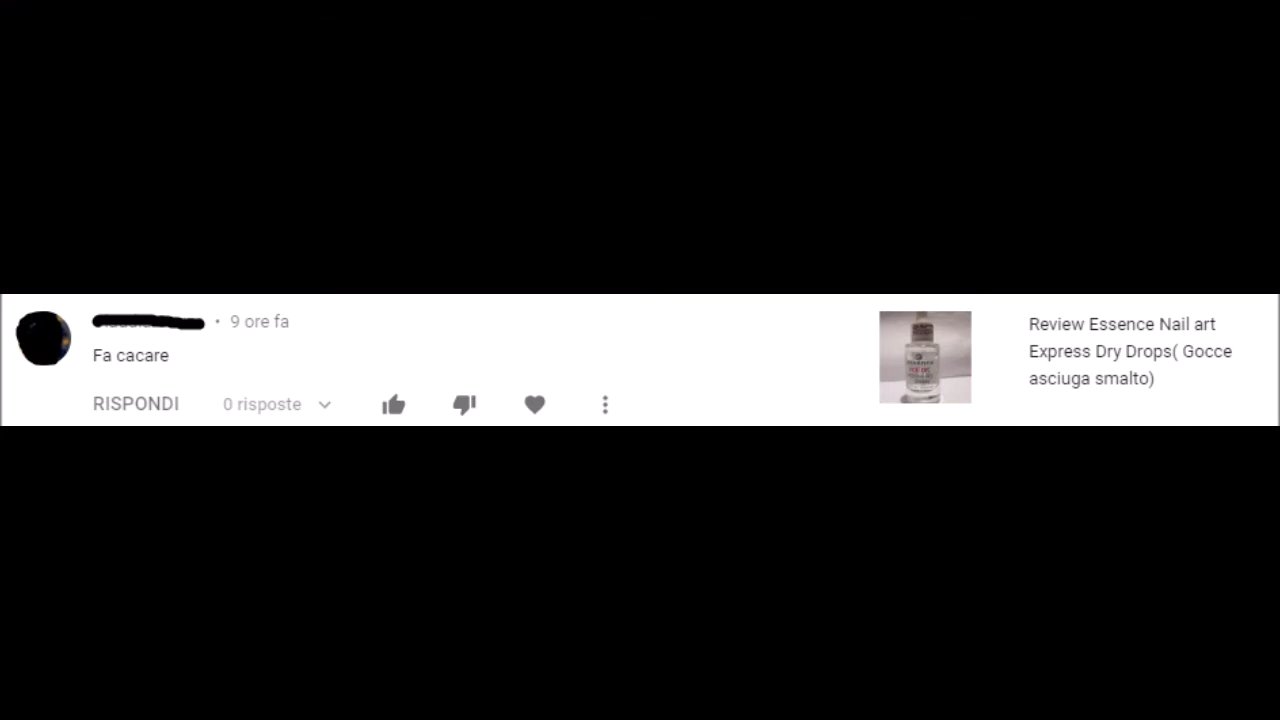 9 ore fa
Fa cacare
RISPONDI 0 risposte
Review Essence Nail art
Express Dry Drops( Gocce
asciuga smalto)